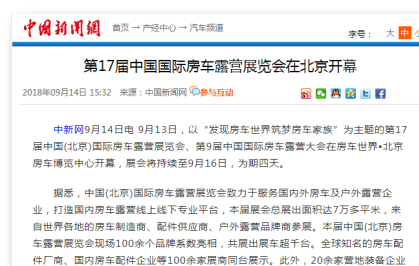 中国新闻网 首页 → 产经中心 → 汽车频道
字号： 大 中
第17届中国国际房车露营展览会在北京开幕
2018年09月14日 15:32 来源：中国新闻网 参与互动
中新网9月14日电 9月13日，以“发现房车世界筑梦房车家族”为主题的第17
届中国(北京)国际房车露营展览会、第9届中国国际房车露营大会在房车世界•北京
房车博览中心开幕，展会将持续至9月16日，为期四天。
据悉，中国(北京)国际房车露营展览会致力于服务国内外房车及户外露营企
业，打造国内房车露营线上线下专业平台，本届展会总展出面积达7万多平米，来
自世界各地的房车制造商、配件供应商、户外露营品牌商参展。本届中国(北京)房
车露营展览会现场100余个品牌系数亮相，共展出展车超千台。全球知名的房车配
件厂商、国内房车配件企业等100余家展商同台展示。此外，20余家营地装备企业